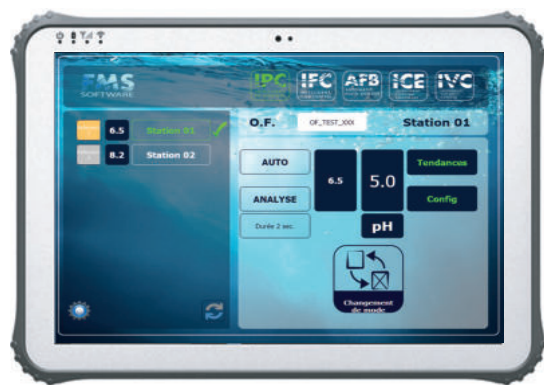 EMS
SOFTWARE
IPC IFC AFB ICE IVC
6.5 Station 01
8.2 Station 02
O.F. OF_TEST_XXX Station 01
AUTO
ANALYSE
Durée 2 sec.
6.5
5.0
pH
Tendances
Config
Changement
de mode